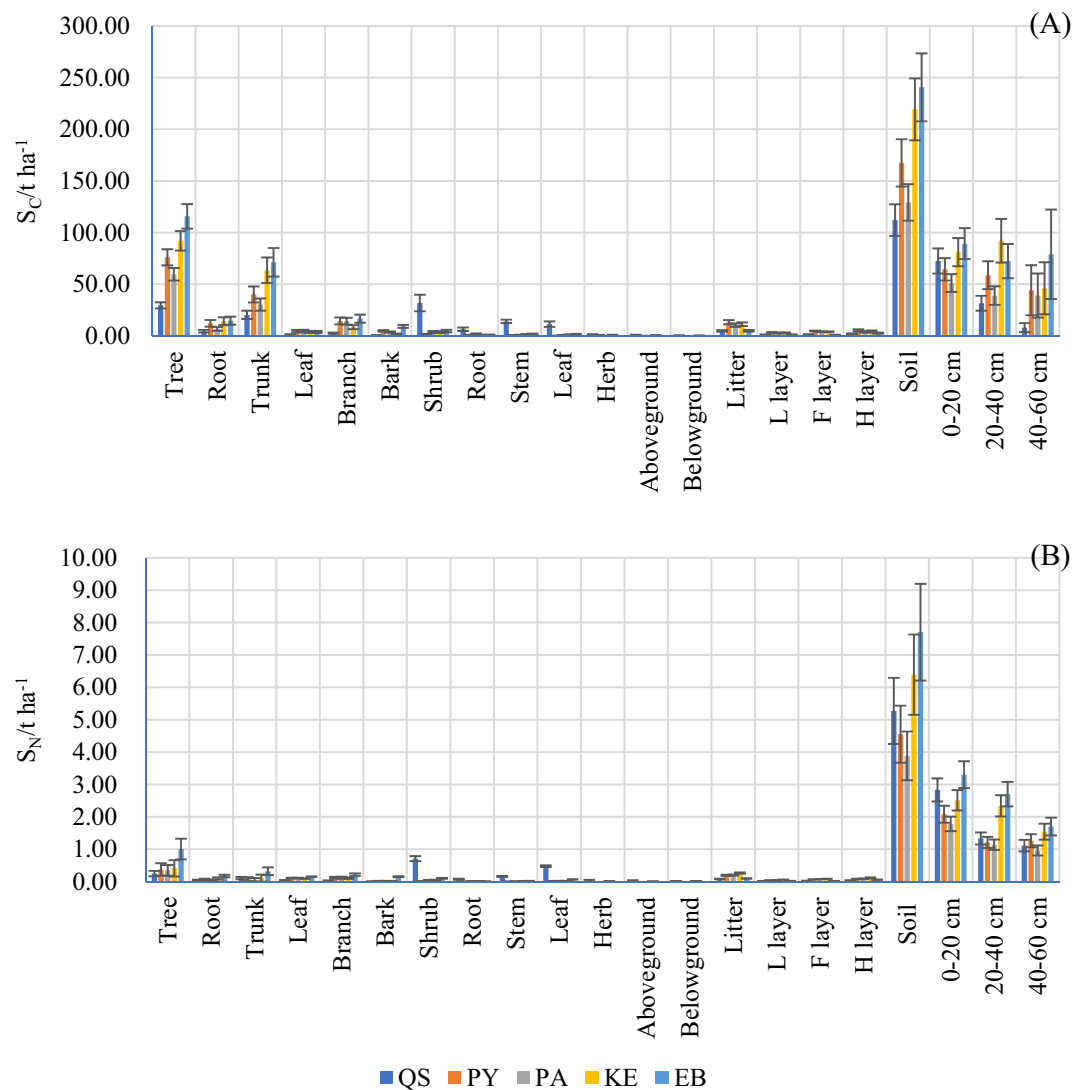 (A)
300.00
250.00
200.00
150.00
100.00
50.00
0.00
S_C/t ha⁻¹
Tree
Root
Trunk
Leaf
Branch
Bark
Shrub
Root
Stem
Leaf
Herb
Aboveground
Belowground
Litter
L layer
F layer
H layer
Soil
0-20 cm
20-40 cm
40-60 cm
(B)
10.00
9.00
8.00
7.00
6.00
5.00
4.00
3.00
2.00
1.00
0.00
S_N/t ha⁻¹
Tree
Root
Trunk
Leaf
Branch
Bark
Shrub
Root
Stem
Leaf
Herb
Aboveground
Belowground
Litter
L layer
F layer
H layer
Soil
0-20 cm
20-40 cm
40-60 cm
QS PY PA KE EB